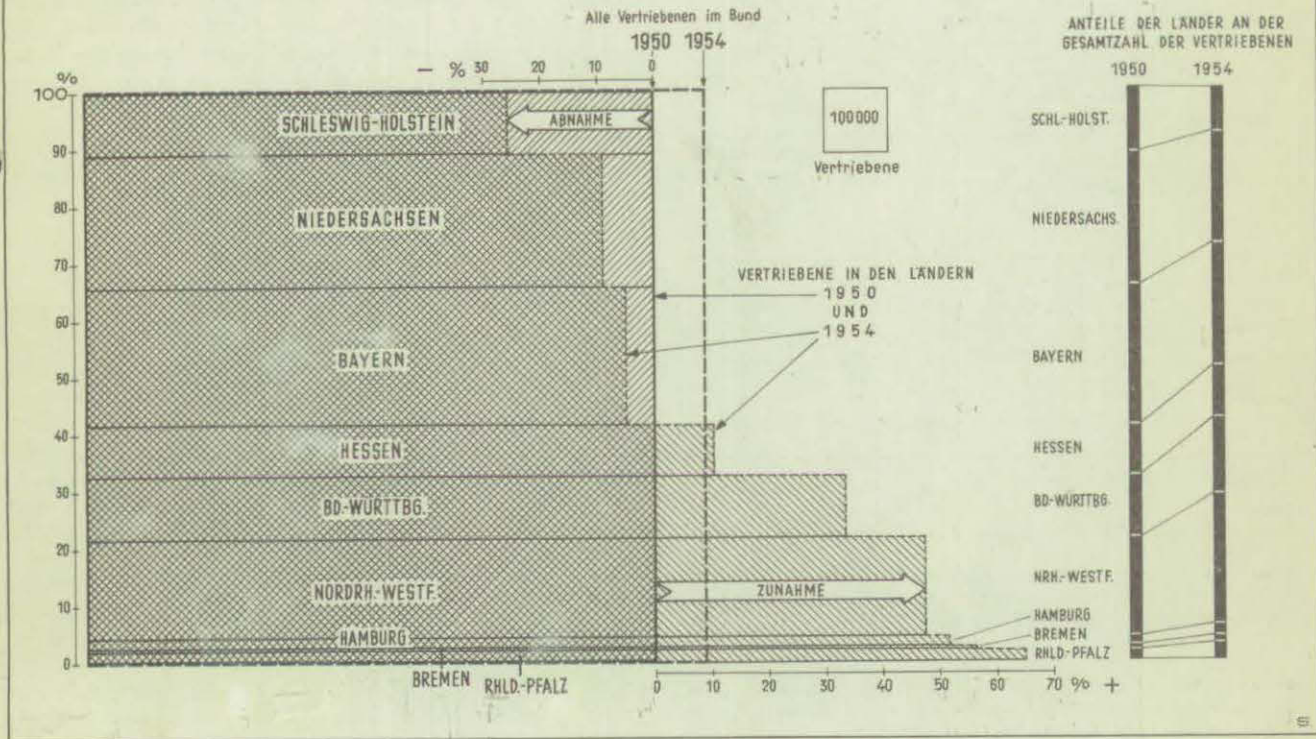 Alle Vertriebenen im Bund
1950 1954
— % 30 20 10 0
%
100
90
80
70
60
50
40
30
20
10
0
SCHLESWIG-HOLSTEIN
ABNAHME
NIEDERSACHSEN
BAYERN
HESSEN
BD.-WÜRTTBG.
NORDRH.-WESTF.
ZUNAHME
HAMBURG
BREMEN
RHLD.-PFALZ
0 10 20 30 40 50 60 70 % +
100000
Vertriebene
VERTRIEBENE IN DEN LÄNDERN
1950
UND
1954
ANTEILE DER LÄNDER AN DER
GESAMTZAHL DER VERTRIEBENEN
1950 1954
SCHL.-HOLST.
NIEDERSACHS.
BAYERN
HESSEN
BD-WÜRTTBG.
NRH.-WESTF.
HAMBURG
BREMEN
RHLD.-PFALZ